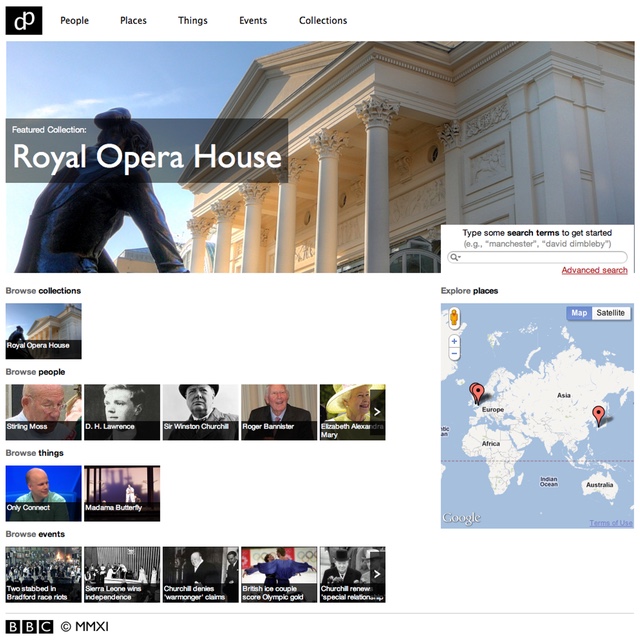 dp
People
Places
Things
Events
Collections
Featured Collection:
Royal Opera House
Type some search terms to get started
(e.g., “manchester”, “david dimbleby”)
Advanced search
Browse collections
Royal Opera House
Browse people
Stirling Moss
D. H. Lawrence
Sir Winston Churchill
Roger Bannister
Elizabeth Alexandra
Mary
Browse things
Only Connect
Madama Butterfly
Browse events
Two stabbed in
Bradford race riots
Sierra Leone wins
independence
Churchill denies
'warmonger' claims
British ice couple
score Olympic gold
Churchill renews
'special relationship
Explore places
Map
Satellite
+
−
Europe
Asia
Africa
Indian
Ocean
Australia
Google
Terms of Use
BBC © MMXI